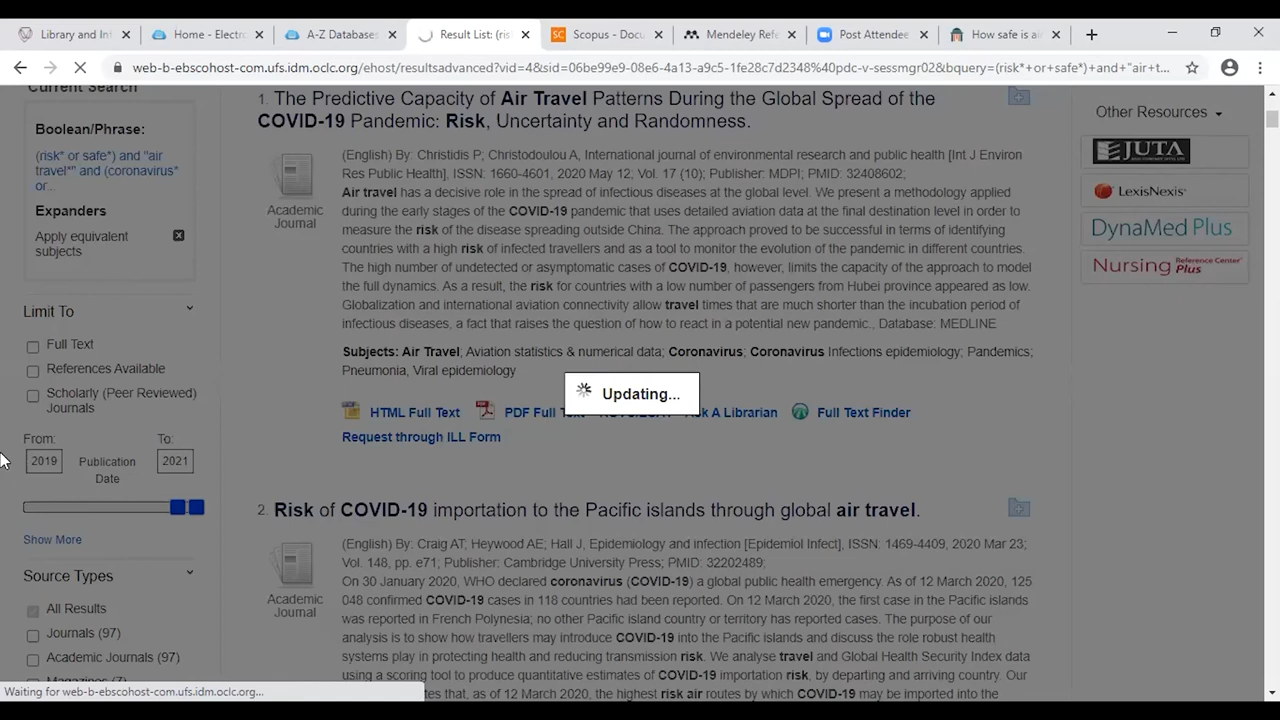 Library and In
Home - Electro
A-Z Databases
Result List: (ris
Scopus - Docu
Mendeley Refe
Post Attendee
How safe is ai
web-b-ebscohost-com.ufs.idm.oclc.org/ehost/resultsadvanced?vid=4&sid=06be99e9-08e6-4a13-a9c5-1fe28c7d2348%40pdc-v-sessmgr02&bquery=(risk*+or+safe*)+and+"air+t...
Current Search
Boolean/Phrase:
(risk* or safe*) and "air
travel*" and (coronavirus*
or...
Expanders
Apply equivalent
subjects
Limit To
Full Text
References Available
Scholarly (Peer Reviewed)
Journals
From:
To:
2019
Publication
Date
2021
Show More
Source Types
All Results
Journals (97)
Academic Journals (97)
Magazines (7)
1. The Predictive Capacity of Air Travel Patterns During the Global Spread of the
COVID-19 Pandemic: Risk, Uncertainty and Randomness.
Academic
Journal
(English) By: Christidis P; Christodoulou A, International journal of environmental research and public health [Int J Environ
Res Public Health], ISSN: 1660-4601, 2020 May 12; Vol. 17 (10); Publisher: MDPI; PMID: 32408602;
Air travel has a decisive role in the spread of infectious diseases at the global level. We present a methodology applied
during the early stages of the COVID-19 pandemic that uses detailed aviation data at the final destination level in order to
measure the risk of the disease spreading outside China. The approach proved to be successful in terms of identifying
countries with a high risk of infected travellers and as a tool to monitor the evolution of the pandemic in different countries.
The high number of undetected or asymptomatic cases of COVID-19, however, limits the capacity of the approach to model
the full dynamics. As a result, the risk for countries with a low number of passengers from Hubei province appeared as low.
Globalization and international aviation connectivity allow travel times that are much shorter than the incubation period of
infectious diseases, a fact that raises the question of how to react in a potential new pandemic., Database: MEDLINE
Subjects: Air Travel; Aviation statistics & numerical data; Coronavirus; Coronavirus Infections epidemiology; Pandemics;
Pneumonia, Viral epidemiology
Updating...
HTML Full Text
PDF Full Text
Ask A Librarian
Full Text Finder
Request through ILL Form
2. Risk of COVID-19 importation to the Pacific islands through global air travel.
Academic
Journal
(English) By: Craig AT; Heywood AE; Hall J, Epidemiology and infection [Epidemiol Infect], ISSN: 1469-4409, 2020 Mar 23;
Vol. 148, pp. e71; Publisher: Cambridge University Press; PMID: 32202489;
On 30 January 2020, WHO declared coronavirus (COVID-19) a global public health emergency. As of 12 March 2020, 125
048 confirmed COVID-19 cases in 118 countries had been reported. On 12 March 2020, the first case in the Pacific islands
was reported in French Polynesia; no other Pacific island country or territory has reported cases. The purpose of our
analysis is to show how travellers may introduce COVID-19 into the Pacific islands and discuss the role robust health
systems play in protecting health and reducing transmission risk. We analyse travel and Global Health Security Index data
using a scoring tool to produce quantitative estimates of COVID-19 importation risk, by departing and arriving country. Our
that, as of 12 March 2020, the highest risk air routes by which COVID-19 may be imported into the
Other Resources
JUTA
LexisNexis
DynaMed Plus
Nursing Reference Center Plus
Waiting for web-b-ebscohost-com.ufs.idm.oclc.org...